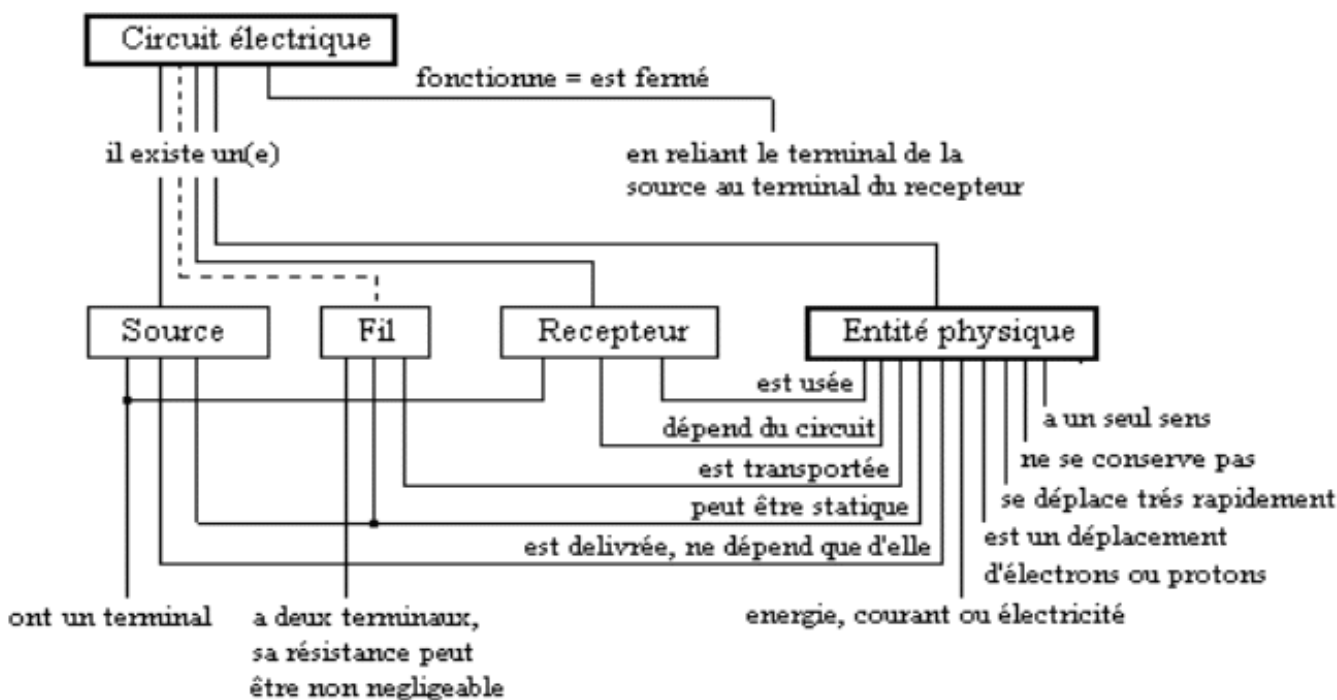 Circuit électrique
fonctionne = est fermé
il existe un(e)
en reliant le terminal de la
source au terminal du recepteur
Source
Fil
Recepteur
Entité physique
est usée
a un seul sens
dépend du circuit
ne se conserve pas
est transportée
se déplace trés rapidement
peut être statique
est un déplacement
d'électrons ou protons
est delivrée, ne dépend que d'elle
ont un terminal
a deux terminaux,
sa résistance peut
être non negligeable
energie, courant ou électricité